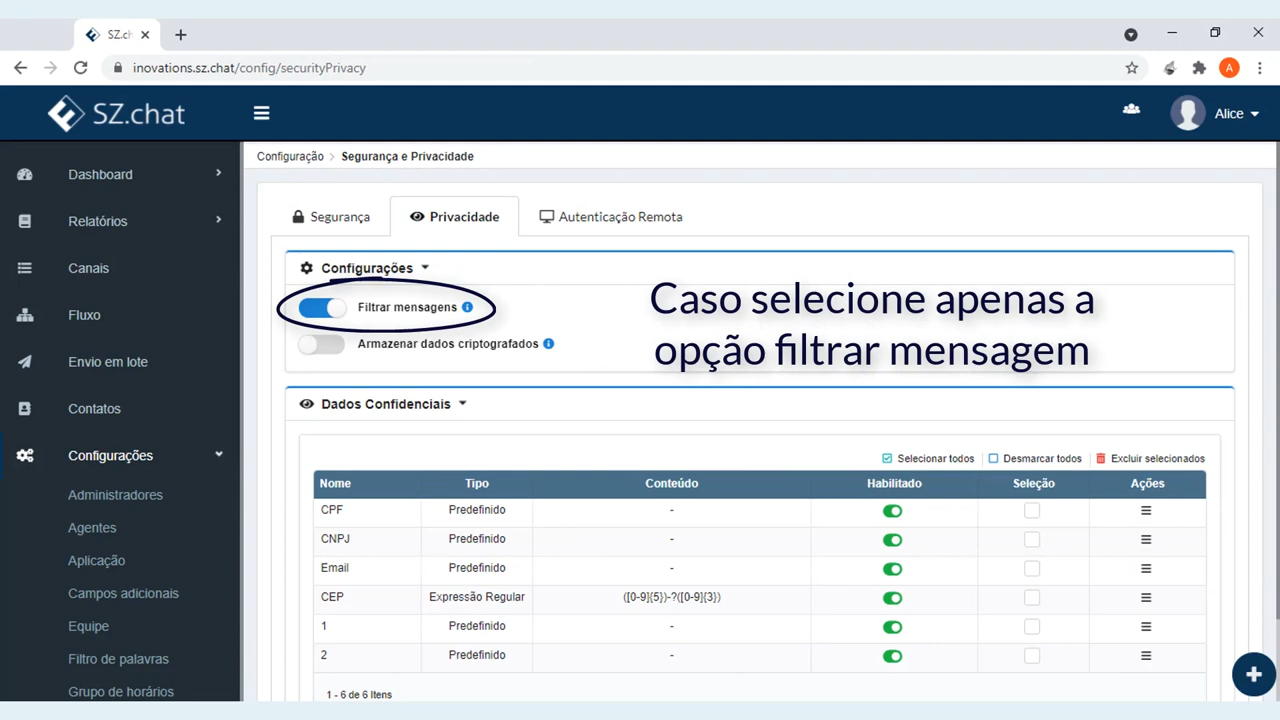 SZ.ch
inovations.sz.chat/config/securityPrivacy
A
SZ.chat
Alice
Dashboard
Relatórios
Canais
Fluxo
Envio em lote
Contatos
Configurações
Administradores
Agentes
Aplicação
Campos adicionais
Equipe
Filtro de palavras
Grupo de horários
Configuração > Segurança e Privacidade
Segurança Privacidade Autenticação Remota
Configurações
Filtrar mensagens
Armazenar dados criptografados
Caso selecione apenas a
opção filtrar mensagem
Dados Confidenciais
Selecionar todos Desmarcar todos Excluir selecionados
Nome Tipo Conteúdo Habilitado Seleção Ações
CPF Predefinido -
CNPJ Predefinido -
Email Predefinido -
CEP Expressão Regular ([0-9]{5})-?([0-9]{3})
1 Predefinido -
2 Predefinido -
1 - 6 de 6 Itens